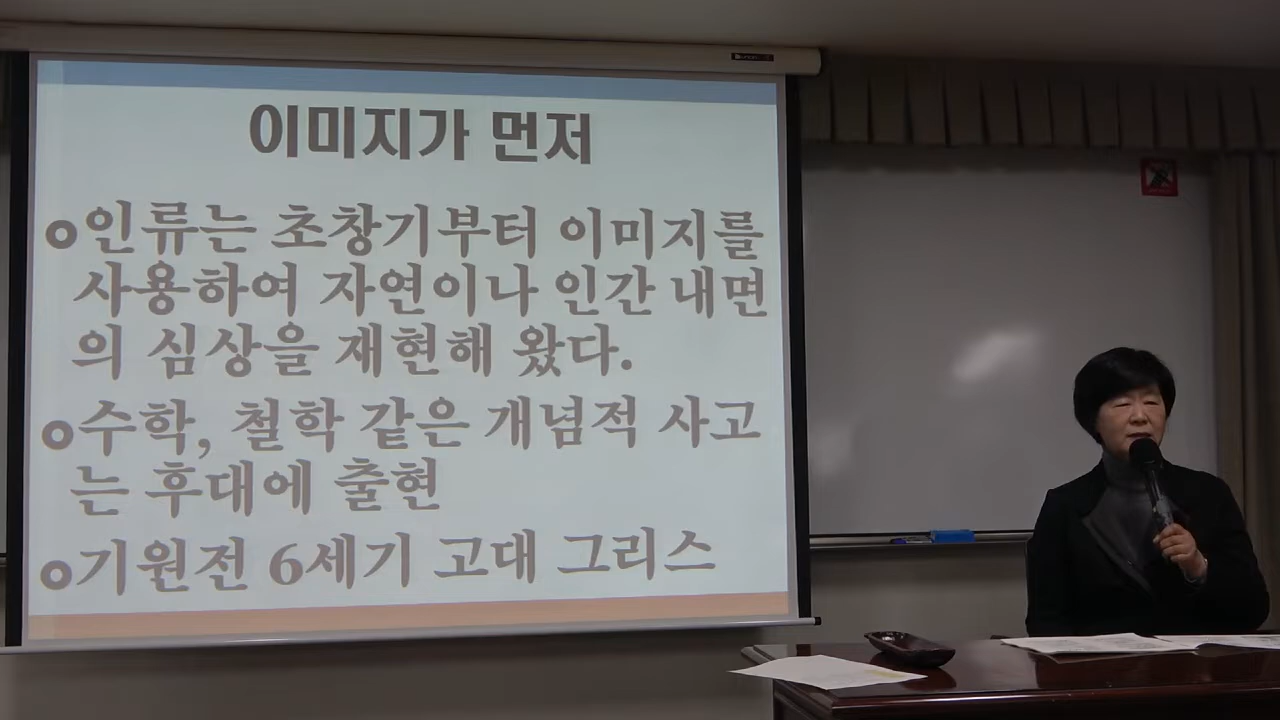 이미지가 먼저
인류는 초창기부터 이미지를
사용하여 자연이나 인간 내면
의 심상을 재현해 왔다.
수학, 철학 같은 개념적 사고
는 후대에 출현
기원전 6세기 고대 그리스